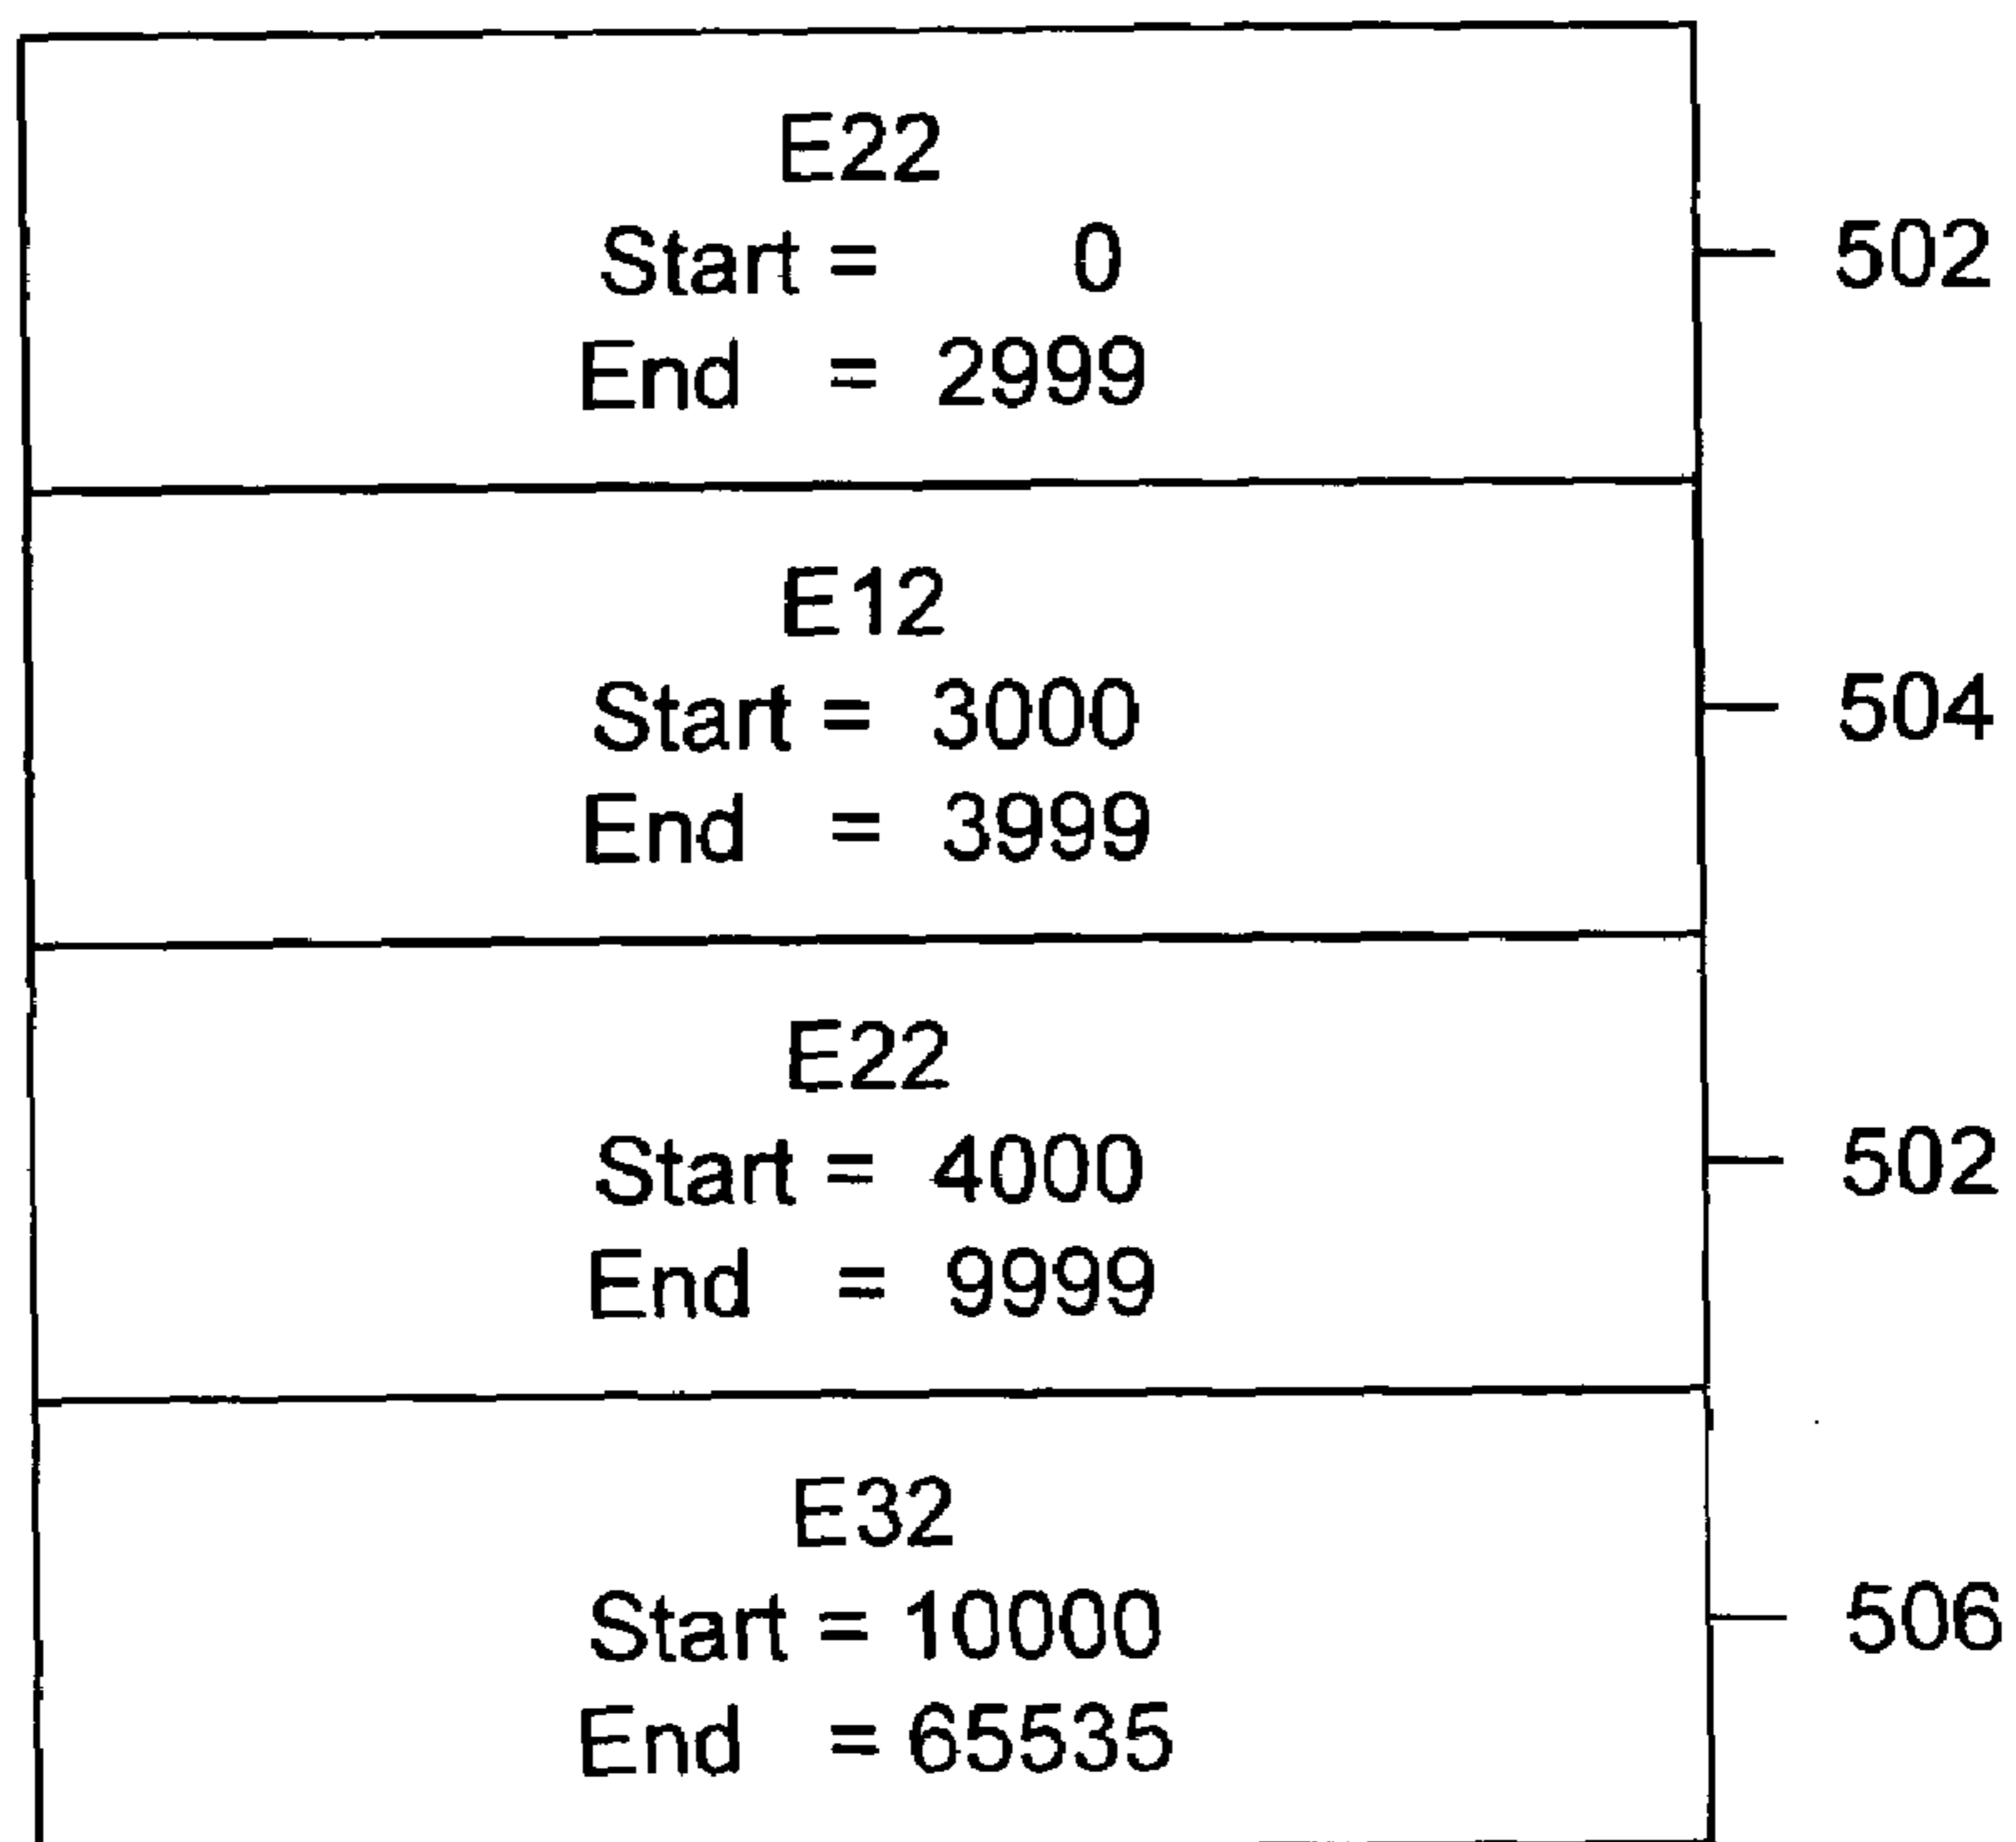 E22
Start = 0
End = 2999
502
E12
Start = 3000
End = 3999
504
E22
Start = 4000
End = 9999
502
E32
Start = 10000
End = 65535
506